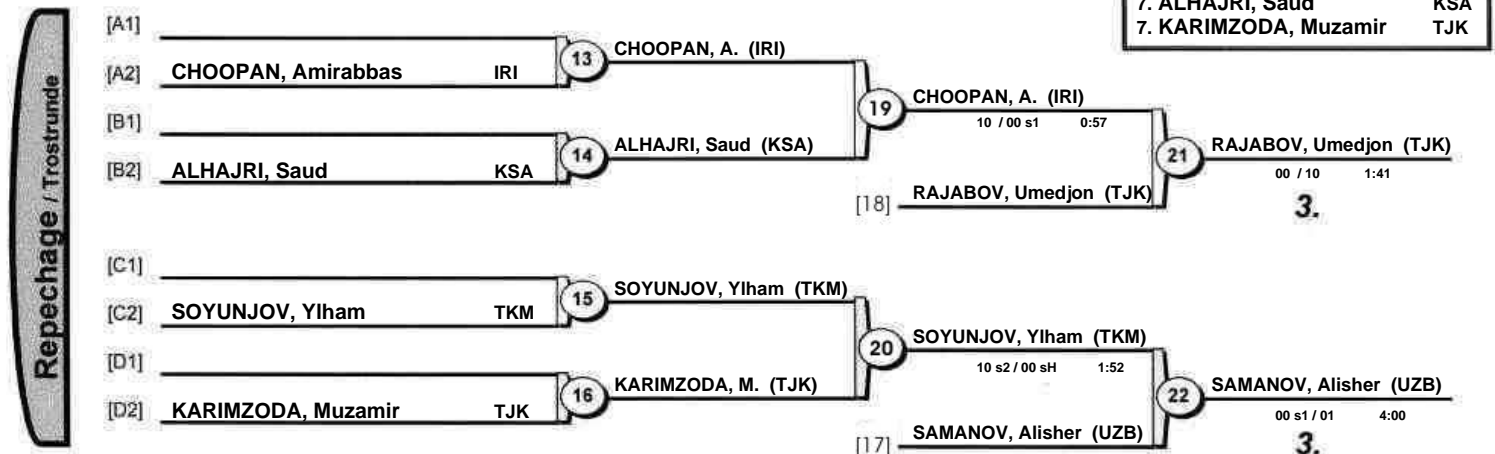 7. ALHAJRI, Saud KSA
7. KARIMZODA, Muzamir TJK
Repechage / Trostrunde
[A1]
[A2] CHOOPAN, Amirabbas IRI
13
CHOOPAN, A. (IRI)
[B1]
[B2] ALHAJRI, Saud KSA
14
ALHAJRI, Saud (KSA)
19
CHOOPAN, A. (IRI)
10 / 00 s1 0:57
[18] RAJABOV, Umedjon (TJK)
21
RAJABOV, Umedjon (TJK)
00 / 10 1:41
3.
[C1]
[C2] SOYUNJOV, Ylham TKM
15
SOYUNJOV, Ylham (TKM)
[D1]
[D2] KARIMZODA, Muzamir TJK
16
KARIMZODA, M. (TJK)
20
SOYUNJOV, Ylham (TKM)
10 s2 / 00 sH 1:52
[17] SAMANOV, Alisher (UZB)
22
SAMANOV, Alisher (UZB)
00 s1 / 01 4:00
3.